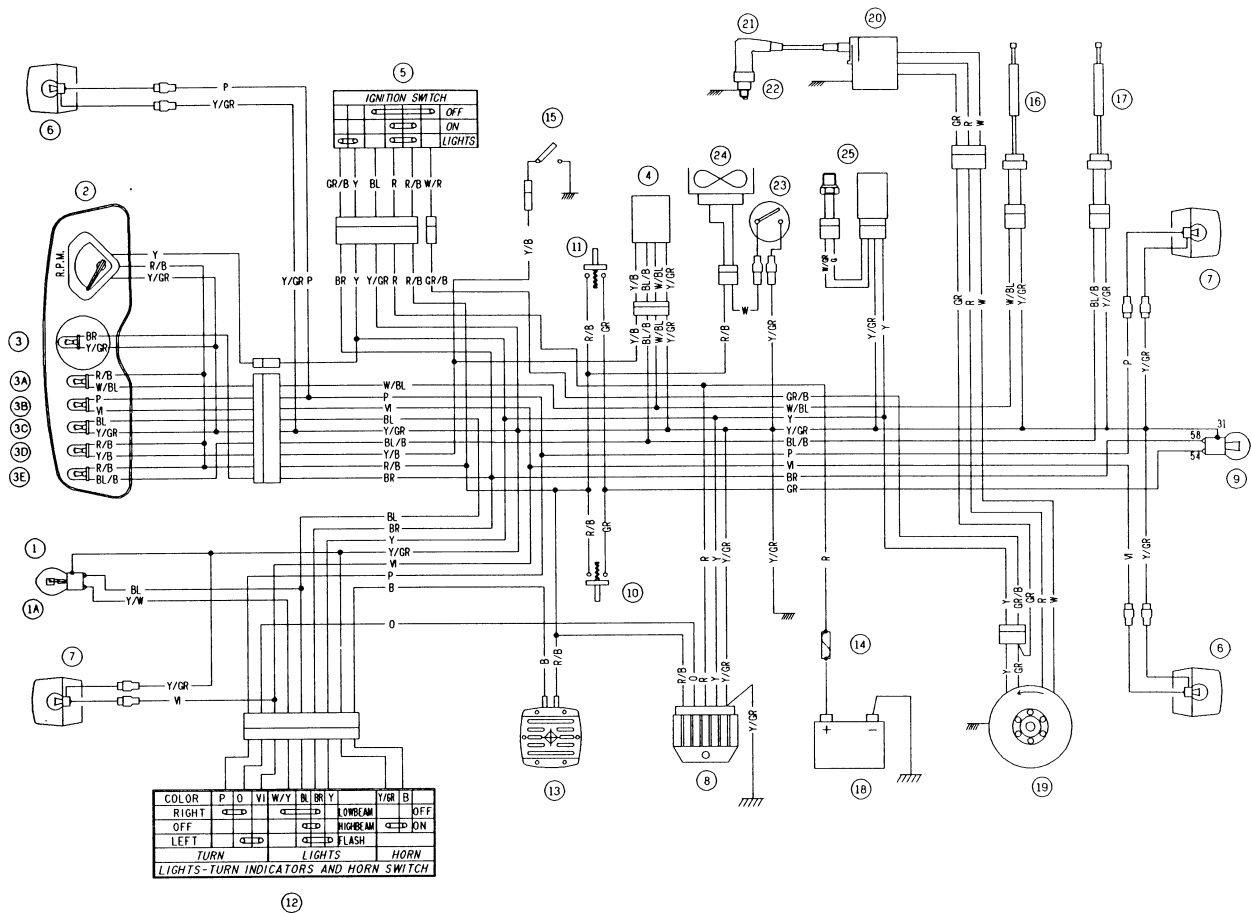 21
20
5
IGNITION SWITCH
OFF
ON
LIGHTS
P
Y/GR
6
22
15
16
17
GR
R
W
2
GR/B
Y
BL
R
R/B
W/R
4
24
25
23
R.P.M.
Y
R/B
Y/GR
Y/B
11
W/GR
G
7
Y/GR
P
BR
Y
Y/GR
R
R/B
GR/B
Y/B
BL/B
W/BL
Y/GR
W
GR
R
W
W/BL
Y/GR
BL/B
Y/GR
3
BR
Y/GR
R/B
GR
Y/B
BL/B
W/BL
Y/GR
R/B
Y/GR
Y
P
Y/GR
3A
R/B
W/BL
3B
P
VI
3C
BL
Y/GR
3D
R/B
Y/B
3E
R/B
BL/B
W/BL
P
VI
BL
Y/GR
BL/B
Y/B
R/B
BR
GR/B
W/BL
Y
Y/GR
BL/B
P
VI
BR
GR
31
58
54
9
BL
BR
Y
Y/GR
VI
P
B
R/B
GR
R
Y
Y/GR
Y/GR
R
VI
Y/GR
1
1A
BL
Y/W
10
Y
GR/B
GR
R
W
O
14
7
Y/GR
VI
B
R/B
R/B
O
R
Y
Y/GR
Y/GR
Y
GR
6
+
−
13
8
18
19
COLOR P O VI W/Y BL BR Y Y/GR B
RIGHT LOWBEAM OFF
OFF HIGHBEAM ON
LEFT FLASH
TURN LIGHTS HORN
LIGHTS-TURN INDICATORS AND HORN SWITCH
12